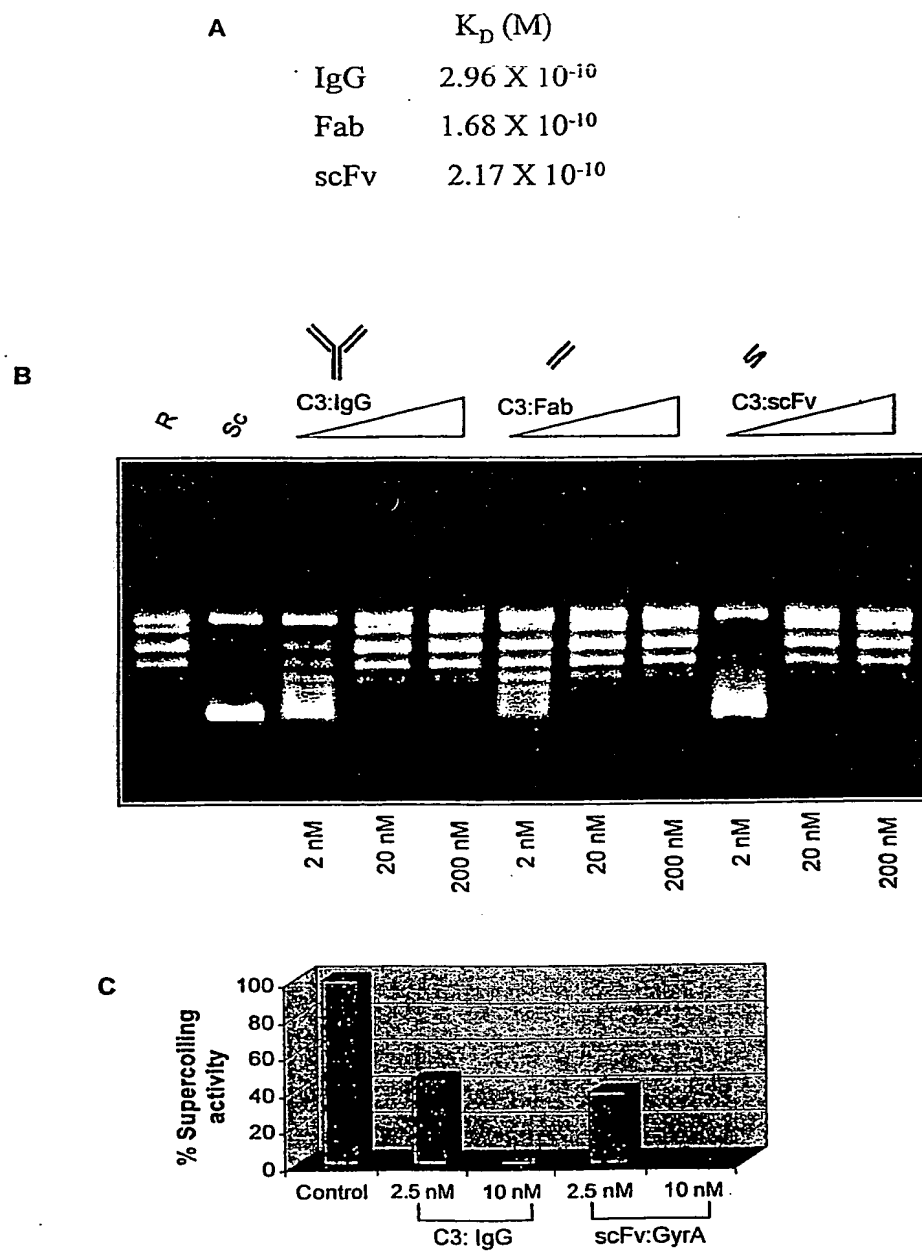 A
K_D (M)
IgG 2.96 X 10⁻¹⁰
Fab 1.68 X 10⁻¹⁰
scFv 2.17 X 10⁻¹⁰
B
R Sc C3:IgG C3:Fab C3:scFv
2 nM 20 nM 200 nM 2 nM 20 nM 200 nM 2 nM 20 nM 200 nM
C
% Supercoiling
activity
100
80
60
40
20
0
Control 2.5 nM 10 nM 2.5 nM 10 nM
C3: IgG scFv:GyrA